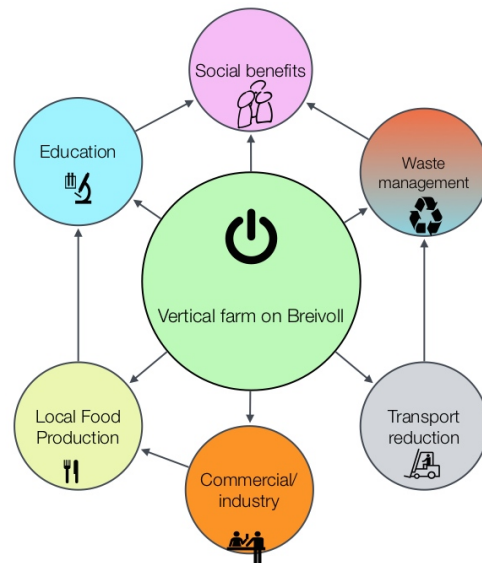 Social benefits
Education
Waste
management
Vertical farm on Breivoll
Local Food
Production
Transport
reduction
Commercial/
industry